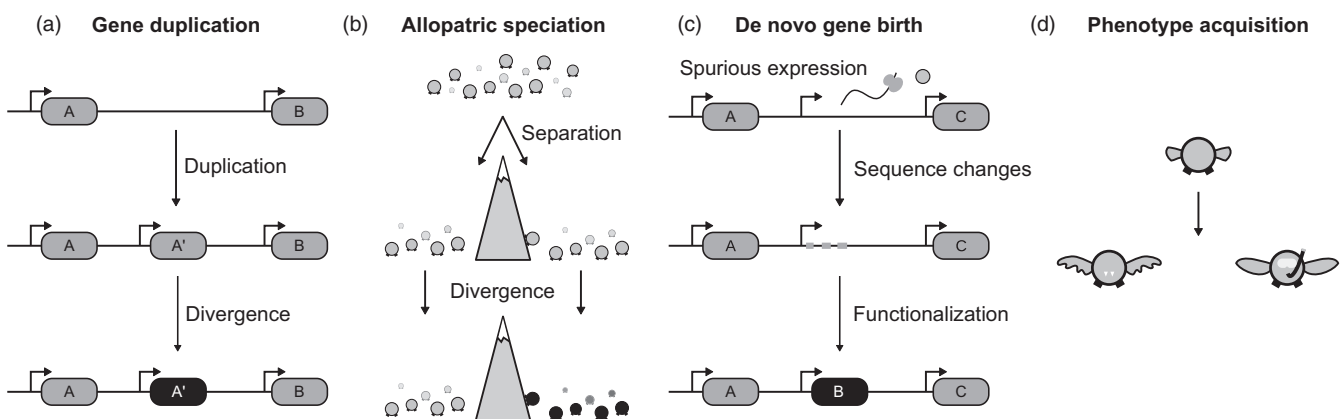 (a) Gene duplication
A B
Duplication
A A' B
Divergence
A A' B
(b) Allopatric speciation
Separation
Divergence
(c) De novo gene birth
Spurious expression
A C
Sequence changes
A C
Functionalization
A B C
(d) Phenotype acquisition